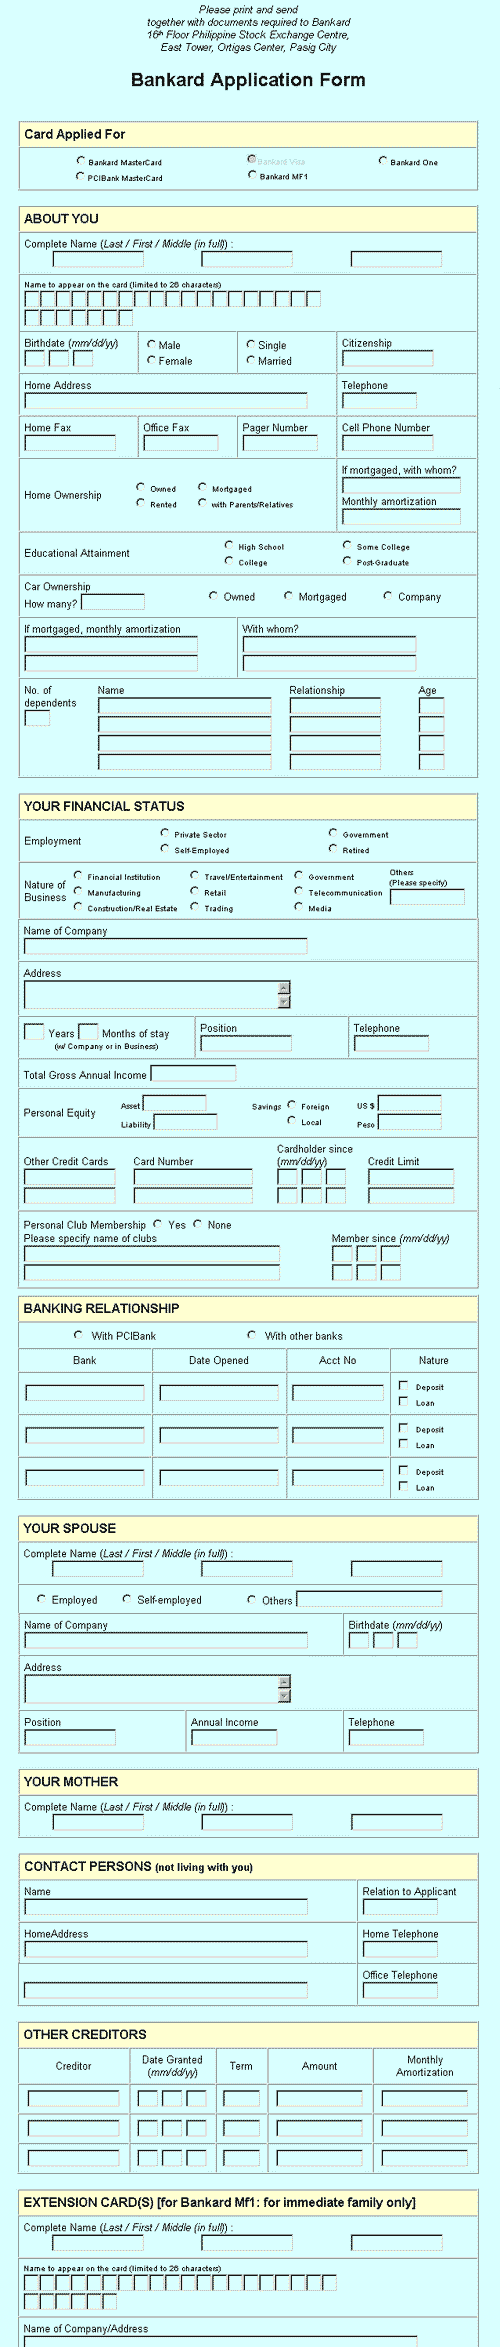 Please print and send
together with documents required to Bankard
16th Floor Philippine Stock Exchange Centre,
East Tower, Ortigas Center, Pasig City
Bankard Application Form
Card Applied For
Bankard MasterCard Bankard Visa Bankard One
PCIBank MasterCard Bankard MF1
ABOUT YOU
Complete Name (Last / First / Middle (in full)) :
Name to appear on the card (limited to 26 characters)
Birthdate (mm/dd/yy) Male Single Citizenship
Female Married
Home Address Telephone
Home Fax Office Fax Pager Number Cell Phone Number
If mortgaged, with whom?
Home Ownership Owned Mortgaged
Rented with Parents/Relatives Monthly amortization
Educational Attainment High School Some College
College Post-Graduate
Car Ownership
How many? Owned Mortgaged Company
If mortgaged, monthly amortization With whom?
No. of dependents Name Relationship Age
YOUR FINANCIAL STATUS
Employment Private Sector Government
Self-Employed Retired
Nature of Business Financial Institution Travel/Entertainment Government Others (Please specify)
Manufacturing Retail Telecommunication
Construction/Real Estate Trading Media
Name of Company
Address
Years Months of stay Position Telephone
(w/ Company or in Business)
Total Gross Annual Income
Personal Equity Asset Savings Foreign US $
Liability Local Peso
Cardholder since
Other Credit Cards Card Number (mm/dd/yy) Credit Limit
Personal Club Membership Yes None
Please specify name of clubs Member since (mm/dd/yy)
BANKING RELATIONSHIP
With PCIBank With other banks
Bank Date Opened Acct No Nature
Deposit
Loan
Deposit
Loan
Deposit
Loan
YOUR SPOUSE
Complete Name (Last / First / Middle (in full)) :
Employed Self-employed Others
Name of Company Birthdate (mm/dd/yy)
Address
Position Annual Income Telephone
YOUR MOTHER
Complete Name (Last / First / Middle (in full)) :
CONTACT PERSONS (not living with you)
Name Relation to Applicant
HomeAddress Home Telephone
Office Telephone
OTHER CREDITORS
Creditor Date Granted (mm/dd/yy) Term Amount Monthly Amortization
EXTENSION CARD(S) [for Bankard Mf1: for immediate family only]
Complete Name (Last / First / Middle (in full)) :
Name to appear on the card (limited to 26 characters)
Name of Company/Address